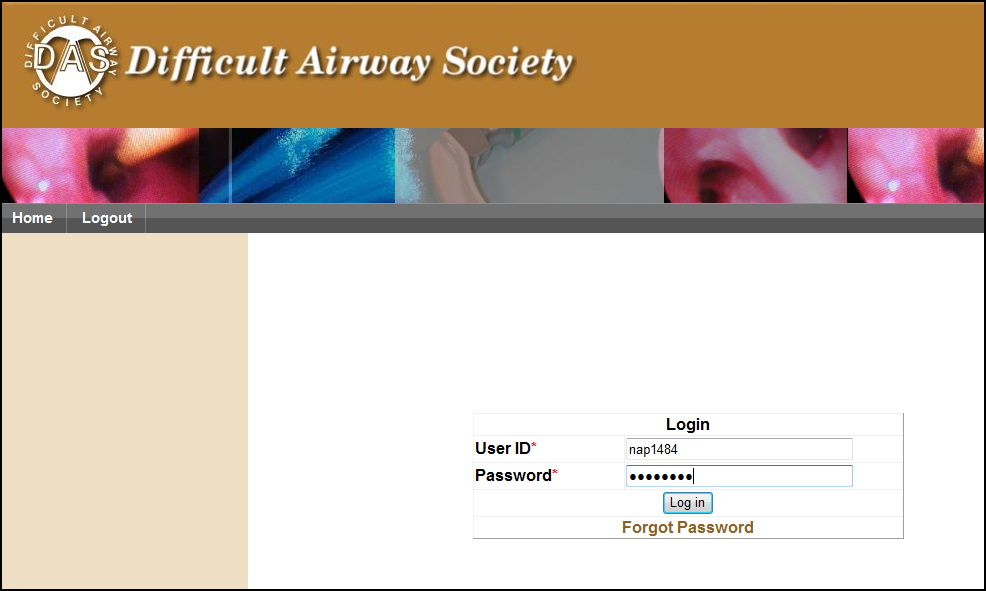 DIFFICULT AIRWAY
DAS
SOCIETY
Difficult Airway Society
Home Logout
Login
User ID* nap1484
Password* ••••••••
Log in
Forgot Password